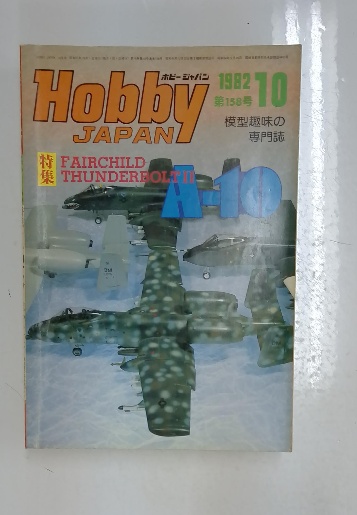 ホビージャパン
Hobby
JAPAN
1982 10
第158号
模型趣味の
専門誌
特集
FAIRCHILD
THUNDERBOLT II
A-10